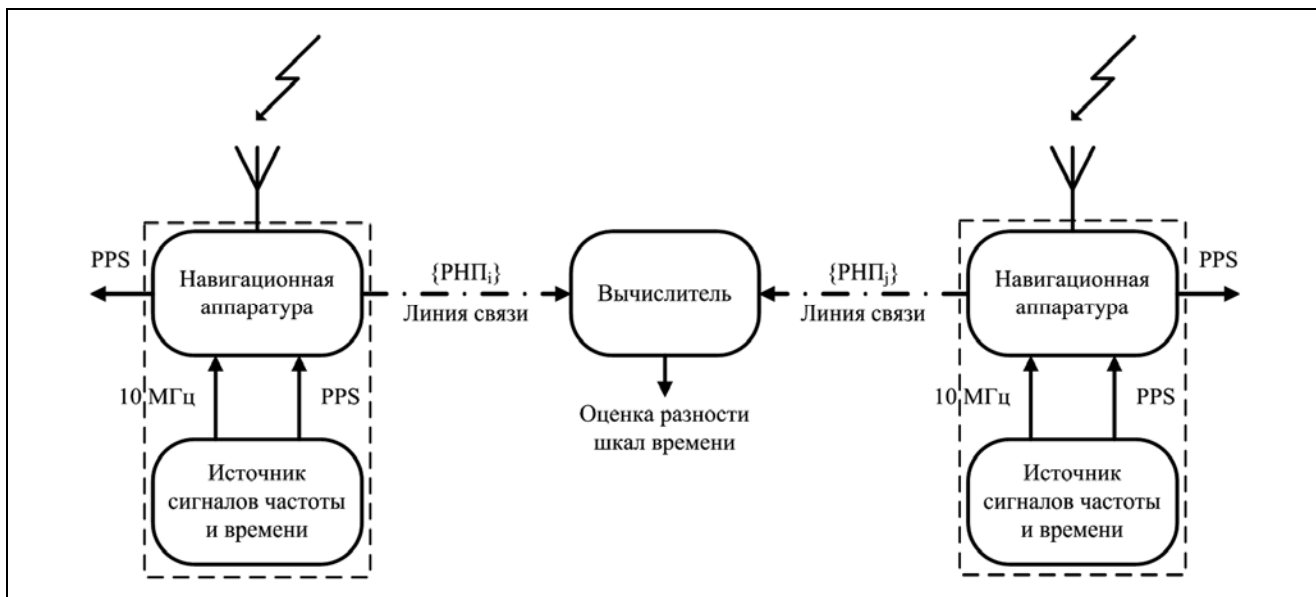 PPS
Навигационная
аппаратура
{РНПi}
Линия связи
Вычислитель
{РНПj}
Линия связи
Навигационная
аппаратура
PPS
10 МГц
PPS
Оценка разности
шкал времени
10 МГц
PPS
Источник
сигналов частоты
и времени
Источник
сигналов частоты
и времени